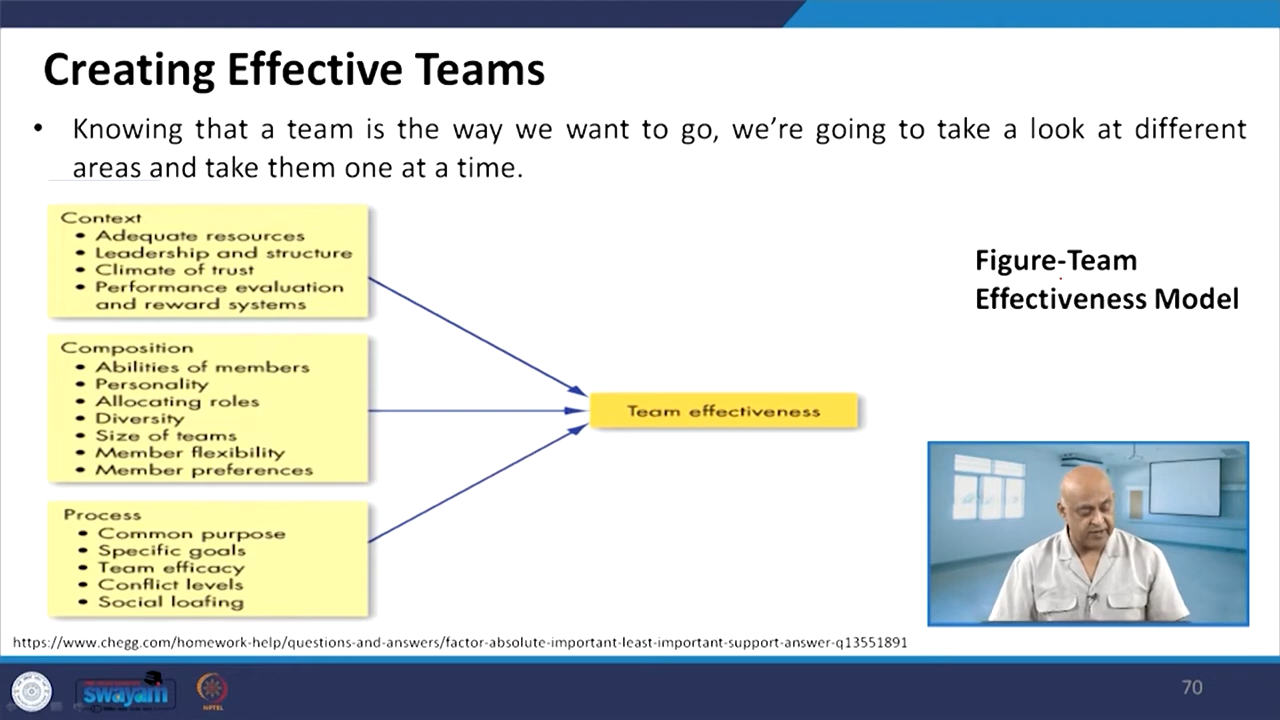 Creating Effective Teams
• Knowing that a team is the way we want to go, we're going to take a look at different
areas and take them one at a time.
Context
• Adequate resources
• Leadership and structure
• Climate of trust
• Performance evaluation
and reward systems
Composition
• Abilities of members
• Personality
• Allocating roles
• Diversity
• Size of teams
• Member flexibility
• Member preferences
Process
• Common purpose
• Specific goals
• Team efficacy
• Conflict levels
• Social loafing
Team effectiveness
Figure-Team
Effectiveness Model
https://www.chegg.com/homework-help/questions-and-answers/factor-absolute-important-least-important-support-answer-q13551891
swayam
NPTEL
70